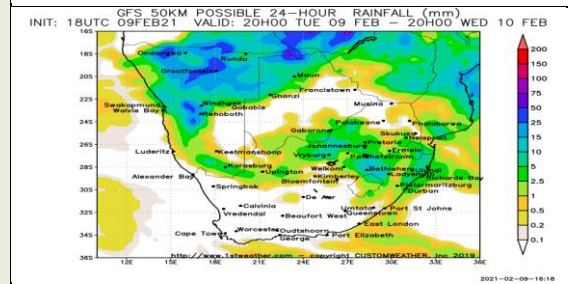 GFS 50KM POSSIBLE 24-HOUR RAINFALL (mm)
INIT: 18UTC 09FEB21 VALID: 20H00 TUE 09 FEB - 20H00 WED 10 FEB
16S
Ondangwa
Rundu
18S
Grootfontein
Maun
20S
Francistown
Ghanzi
Swakopmund
Windhoek
Gobabis
Musina
22S
Walvis Bay
Rehoboth
Polokwane
Phalaborwa
24S
Gaborone
Skukuza
Pretoria
Nelspruit
Johannesburg
Ermelo
26S
Luderitz
Keetmanshoop
Vryburg
Potchefstroom
Karasburg
Upington
Welkom
Bethlehem
Ulundi
28S
Alexander Bay
Kimberley
Ladysmith
Richards Bay
Bloemfontein
Pietermaritzburg
30S
Springbok
Durban
De Aar
Calvinia
Umtata
Port St Johns
32S
Vredendal
Beaufort West
Queenstown
East London
34S
Cape Town
Worcester
Oudtshoorn
George
Port Elizabeth
36S
http://www.1stweather.com - copyright CUSTOMWEATHER, Inc 2019
12E 15E 18E 21E 24E 27E 30E 33E 36E
200
150
100
75
50
25
15
10
5
2.5
1
0.5
0.2
0.1
2021-02-09-16:18